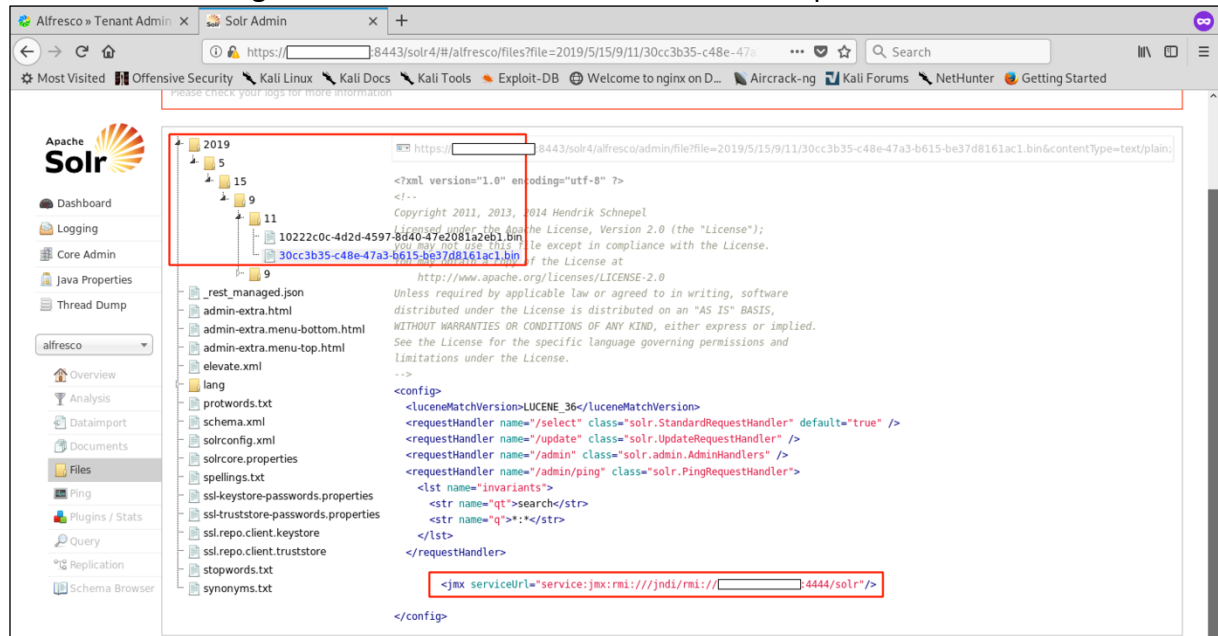 Alfresco » Tenant Admin
Solr Admin
https://
:8443/solr4/#/alfresco/files?file=2019/5/15/9/11/30cc3b35-c48e-47a
Search
Most Visited
Offensive Security
Kali Linux
Kali Docs
Kali Tools
Exploit-DB
Welcome to nginx on D...
Aircrack-ng
Kali Forums
NetHunter
Getting Started
Please check your logs for more information
Apache
Solr
Dashboard
Logging
Core Admin
Java Properties
Thread Dump
alfresco
Overview
Analysis
Dataimport
Documents
Files
Ping
Plugins / Stats
Query
Replication
Schema Browser
2019
5
15
9
11
10222c0c-4d2d-4597-8d40-47e2081a2eb1.bin
30cc3b35-c48e-47a3-b615-be37d8161ac1.bin
9
_rest_managed.json
admin-extra.html
admin-extra.menu-bottom.html
admin-extra.menu-top.html
elevate.xml
lang
protwords.txt
schema.xml
solrconfig.xml
solrcore.properties
spellings.txt
ssl-keystore-passwords.properties
ssl-truststore-passwords.properties
ssl.repo.client.keystore
ssl.repo.client.truststore
stopwords.txt
synonyms.txt
https://
:8443/solr4/alfresco/admin/file?file=2019/5/15/9/11/30cc3b35-c48e-47a3-b615-be37d8161ac1.bin&contentType=text/plain;
<?xml version="1.0" encoding="utf-8" ?>
<!--
Copyright 2011, 2013, 2014 Hendrik Schnepel
Licensed under the Apache License, Version 2.0 (the "License");
you may not use this file except in compliance with the License.
You may obtain a copy of the License at
http://www.apache.org/licenses/LICENSE-2.0
Unless required by applicable law or agreed to in writing, software
distributed under the License is distributed on an "AS IS" BASIS,
WITHOUT WARRANTIES OR CONDITIONS OF ANY KIND, either express or implied.
See the License for the specific language governing permissions and
limitations under the License.
-->
<config>
<luceneMatchVersion>LUCENE_36</luceneMatchVersion>
<requestHandler name="/select" class="solr.StandardRequestHandler" default="true" />
<requestHandler name="/update" class="solr.UpdateRequestHandler" />
<requestHandler name="/admin" class="solr.admin.AdminHandlers" />
<requestHandler name="/admin/ping" class="solr.PingRequestHandler">
<lst name="invariants">
<str name="qt">search</str>
<str name="q">*:*</str>
</lst>
</requestHandler>
<jmx serviceUrl="service:jmx:rmi:///jndi/rmi://
:4444/solr"/>
</config>